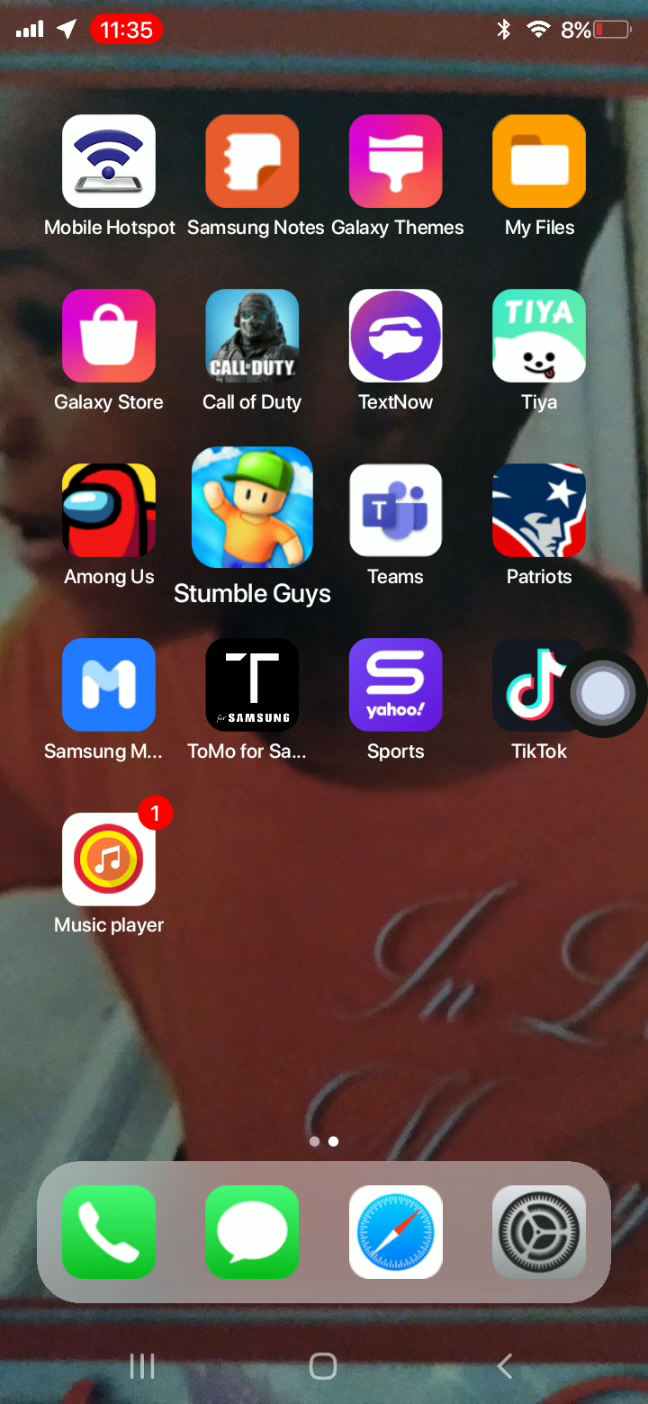 11:35
8%
Mobile Hotspot
Samsung Notes
Galaxy Themes
My Files
TIYA
CALL OF DUTY
Galaxy Store
Call of Duty
TextNow
Tiya
T
Among Us
Stumble Guys
Teams
Patriots
T
for SAMSUNG
S
yahoo!
Samsung M...
ToMo for Sa...
Sports
TikTok
1
Music player
In L